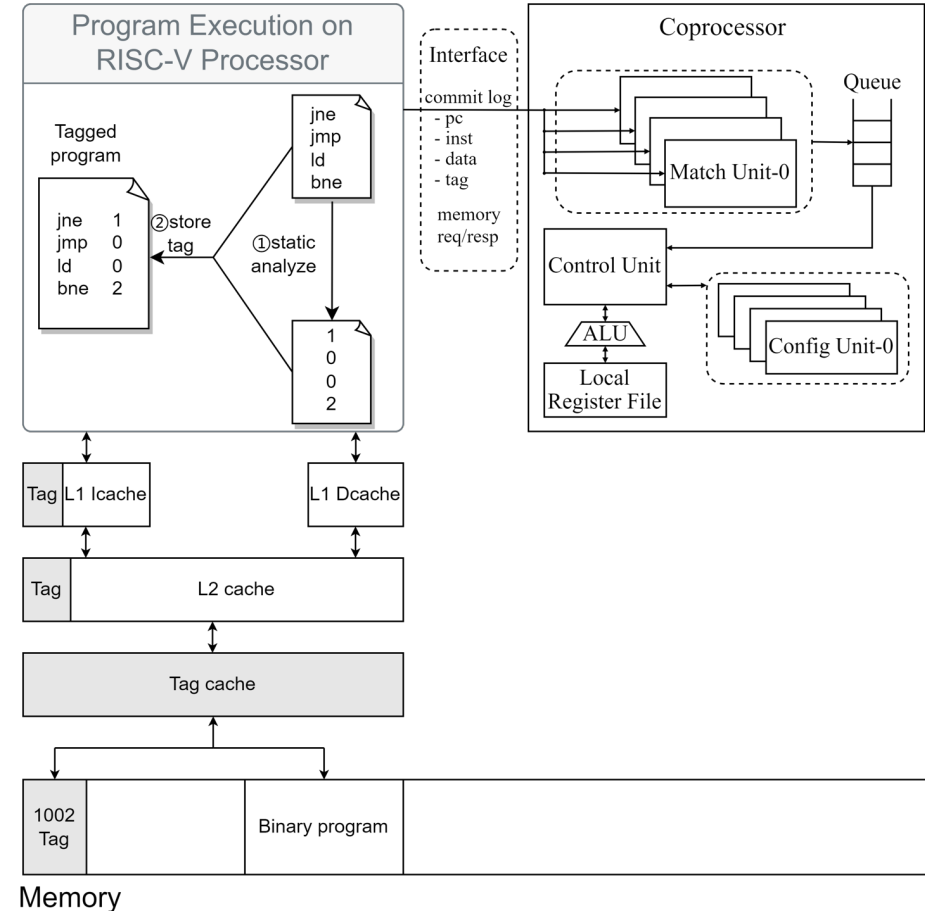 Program Execution on
RISC-V Processor
Tagged
program
jne 1
jmp 0
ld 0
bne 2
②store
tag
jne
jmp
ld
bne
①static
analyze
1
0
0
2
Interface
commit log
- pc
- inst
- data
- tag
memory
req/resp
Coprocessor
Match Unit-0
Queue
Control Unit
ALU
Local
Register File
Config Unit-0
Tag
L1 Icache
L1 Dcache
Tag
L2 cache
Tag cache
1002
Tag
Binary program
Memory